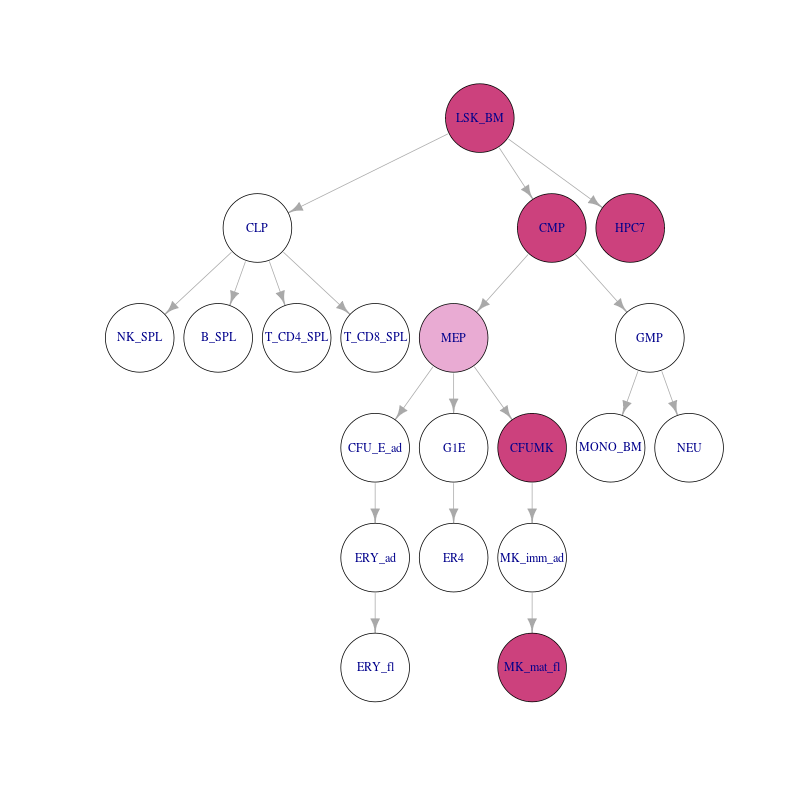 LSK_BM
CLP
CMP
HPC7
NK_SPL
B_SPL
T_CD4_SPL
T_CD8_SPL
MEP
GMP
CFU_E_ad
G1E
CFUMK
MONO_BM
NEU
ERY_ad
ER4
MK_imm_ad
ERY_fl
MK_mat_fl